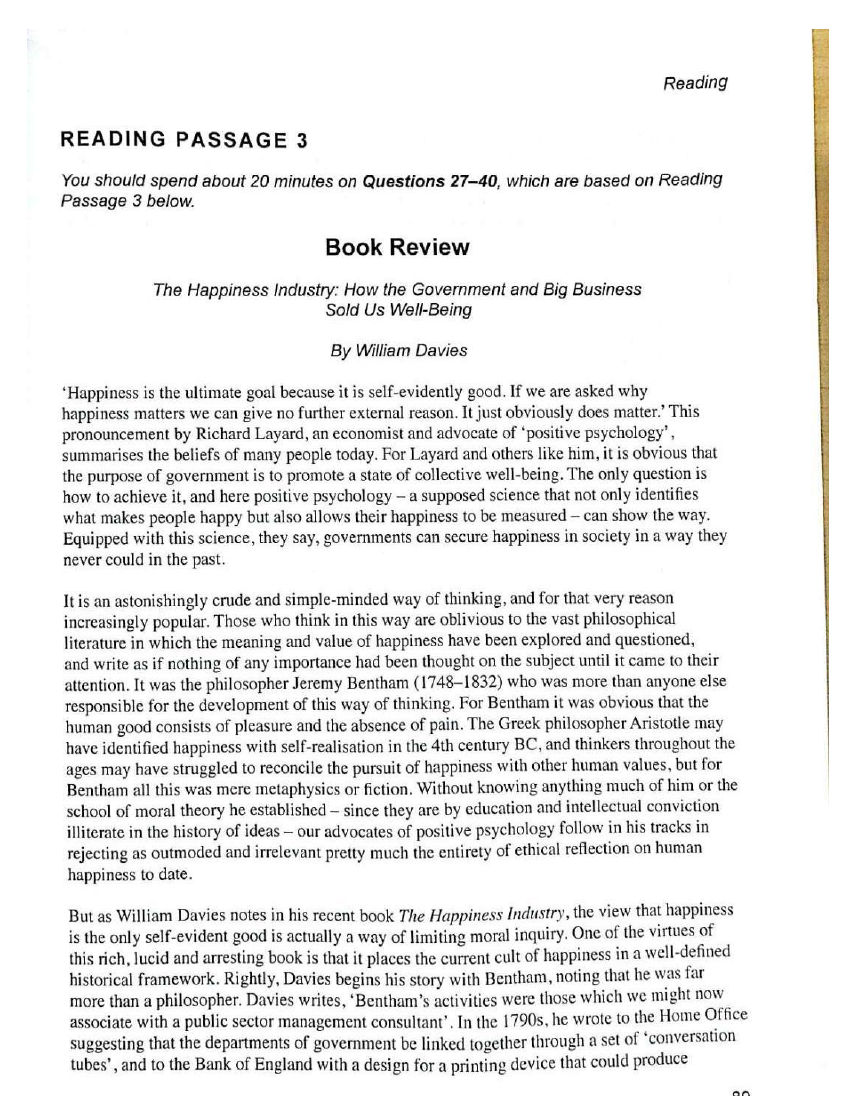 Reading
READING PASSAGE 3
You should spend about 20 minutes on Questions 27–40, which are based on Reading
Passage 3 below.
Book Review
The Happiness Industry: How the Government and Big Business
Sold Us Well-Being
By William Davies
‘Happiness is the ultimate goal because it is self-evidently good. If we are asked why
happiness matters we can give no further external reason. It just obviously does matter.’ This
pronouncement by Richard Layard, an economist and advocate of ‘positive psychology’,
summarises the beliefs of many people today. For Layard and others like him, it is obvious that
the purpose of government is to promote a state of collective well-being. The only question is
how to achieve it, and here positive psychology – a supposed science that not only identifies
what makes people happy but also allows their happiness to be measured – can show the way.
Equipped with this science, they say, governments can secure happiness in society in a way they
never could in the past.
It is an astonishingly crude and simple-minded way of thinking, and for that very reason
increasingly popular. Those who think in this way are oblivious to the vast philosophical
literature in which the meaning and value of happiness have been explored and questioned,
and write as if nothing of any importance had been thought on the subject until it came to their
attention. It was the philosopher Jeremy Bentham (1748–1832) who was more than anyone else
responsible for the development of this way of thinking. For Bentham it was obvious that the
human good consists of pleasure and the absence of pain. The Greek philosopher Aristotle may
have identified happiness with self-realisation in the 4th century BC, and thinkers throughout the
ages may have struggled to reconcile the pursuit of happiness with other human values, but for
Bentham all this was mere metaphysics or fiction. Without knowing anything much of him or the
school of moral theory he established – since they are by education and intellectual conviction
illiterate in the history of ideas – our advocates of positive psychology follow in his tracks in
rejecting as outmoded and irrelevant pretty much the entirety of ethical reflection on human
happiness to date.
But as William Davies notes in his recent book The Happiness Industry, the view that happiness
is the only self-evident good is actually a way of limiting moral inquiry. One of the virtues of
this rich, lucid and arresting book is that it places the current cult of happiness in a well-defined
historical framework. Rightly, Davies begins his story with Bentham, noting that he was far
more than a philosopher. Davies writes, ‘Bentham’s activities were those which we might now
associate with a public sector management consultant’. In the 1790s, he wrote to the Home Office
suggesting that the departments of government be linked together through a set of ‘conversation
tubes’, and to the Bank of England with a design for a printing device that could produce